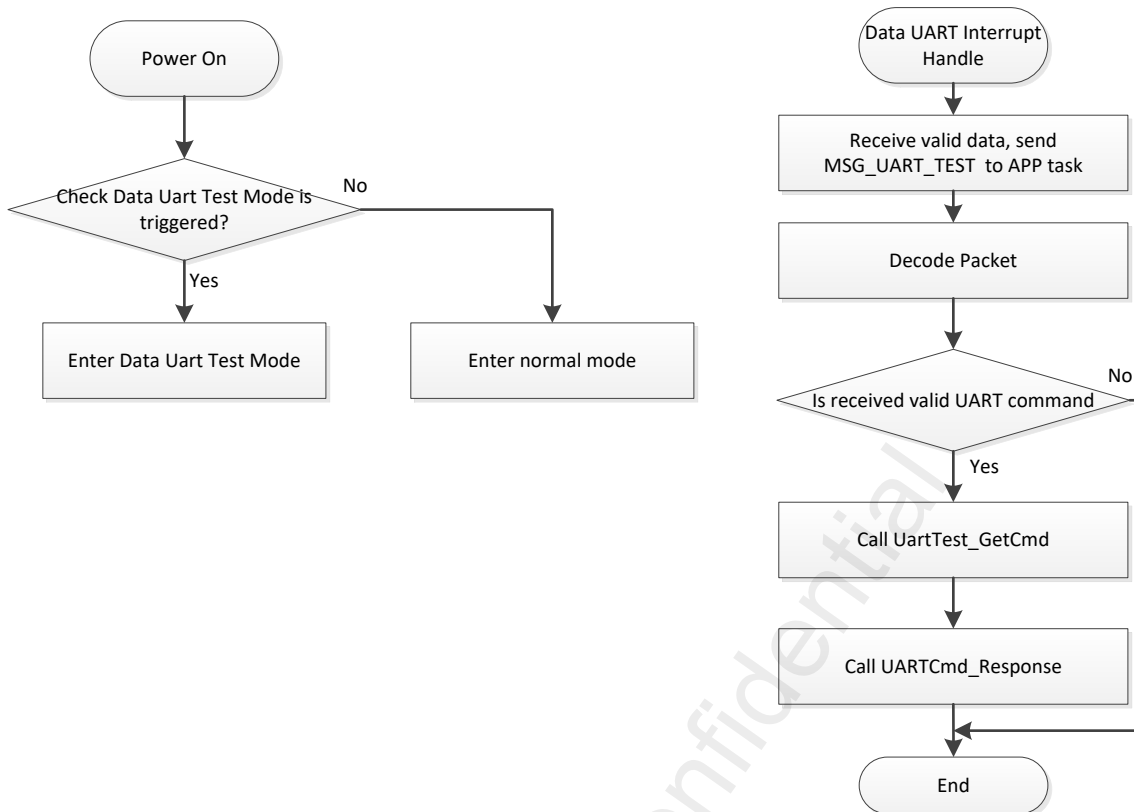 Power On
Check Data Uart Test Mode is
triggered?
No
Yes
Enter Data Uart Test Mode
Enter normal mode
Data UART Interrupt
Handle
Receive valid data, send
MSG_UART_TEST to APP task
Decode Packet
Is received valid UART command
No
Yes
Call UartTest_GetCmd
Call UARTCmd_Response
End